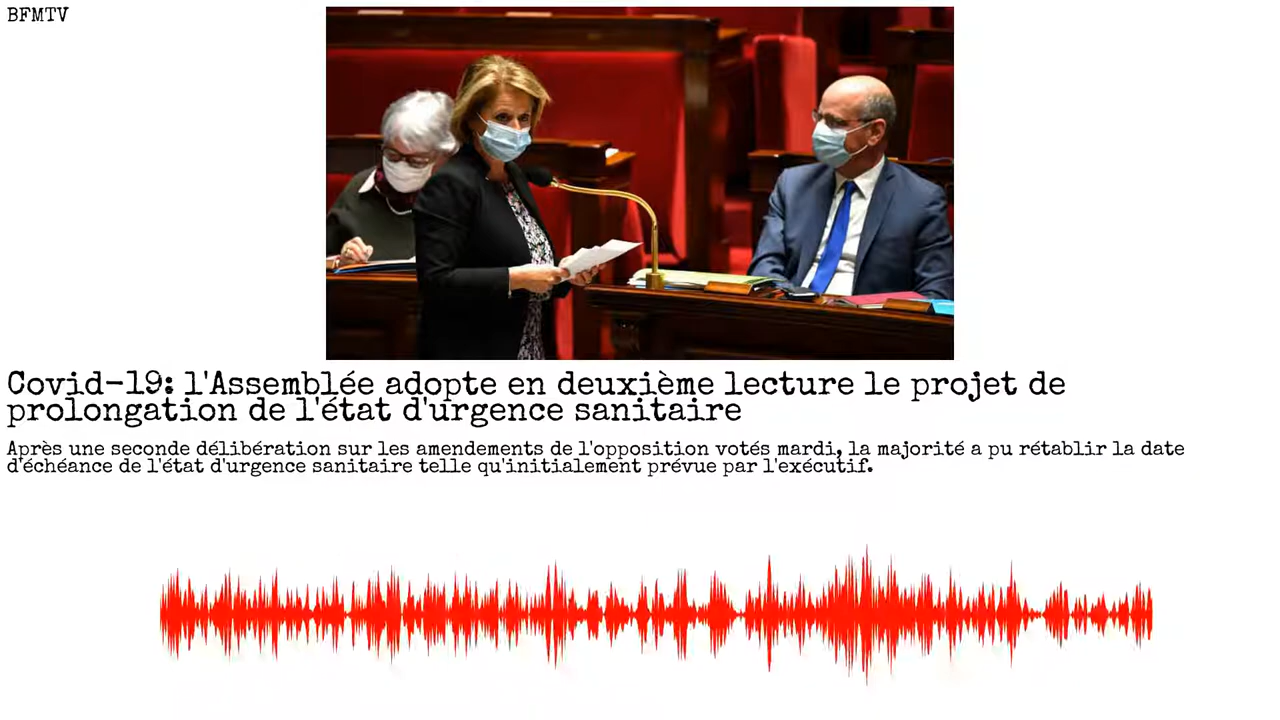 BFMTV
Covid-19: l'Assemblée adopte en deuxième lecture le projet de
prolongation de l'état d'urgence sanitaire
Après une seconde délibération sur les amendements de l'opposition votés mardi, la majorité a pu rétablir la date
d'échéance de l'état d'urgence sanitaire telle qu'initialement prévue par l'exécutif.